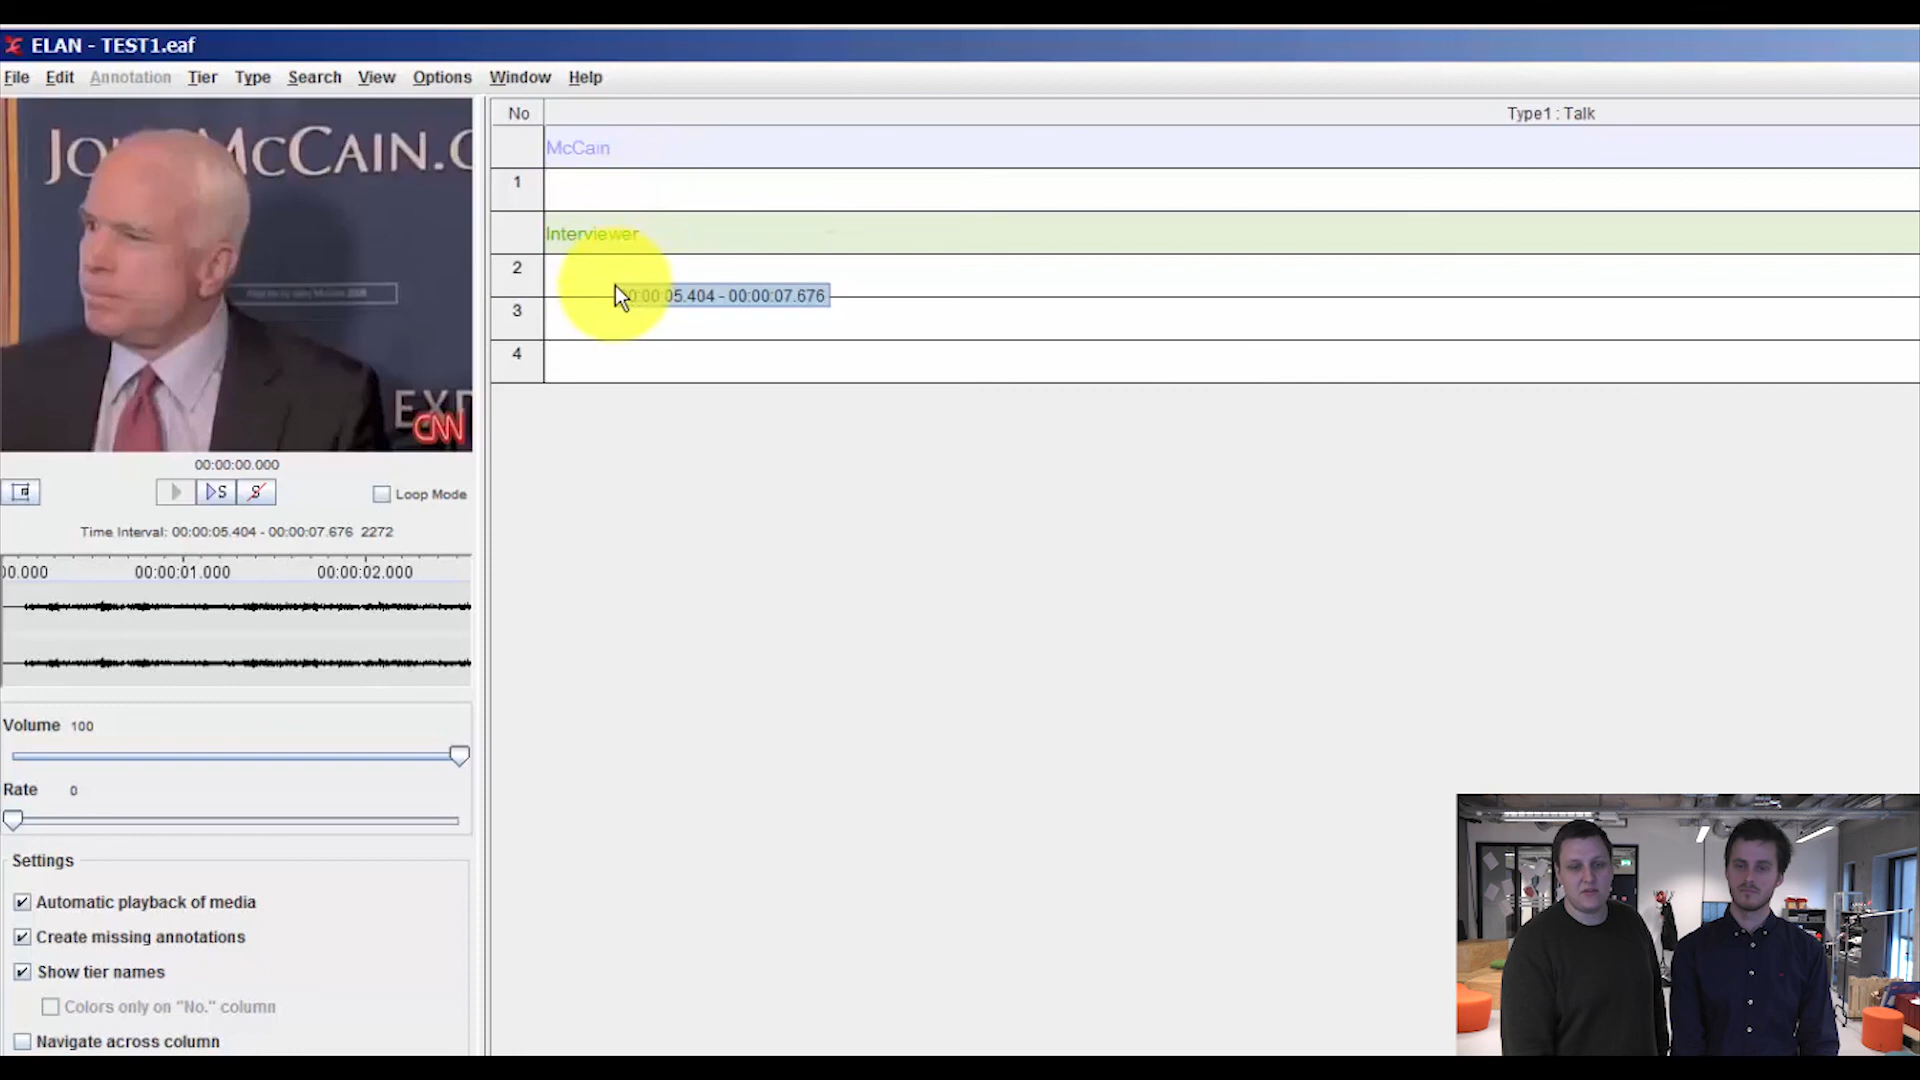 ELAN - TEST1.eaf
File Edit Annotation Tier Type Search View Options Window Help
JO McCAIN.C
EX
CNN
00:00:00.000
S S Loop Mode
Time Interval: 00:00:05.404 - 00:00:07.676 2272
00.000 00:00:01.000 00:00:02.000
Volume 100
Rate 0
Settings
Automatic playback of media
Create missing annotations
Show tier names
Colors only on "No." column
Navigate across column
No Type1 : Talk
McCain
1
Interviewer
2
:00:05.404 - 00:00:07.676
3
4